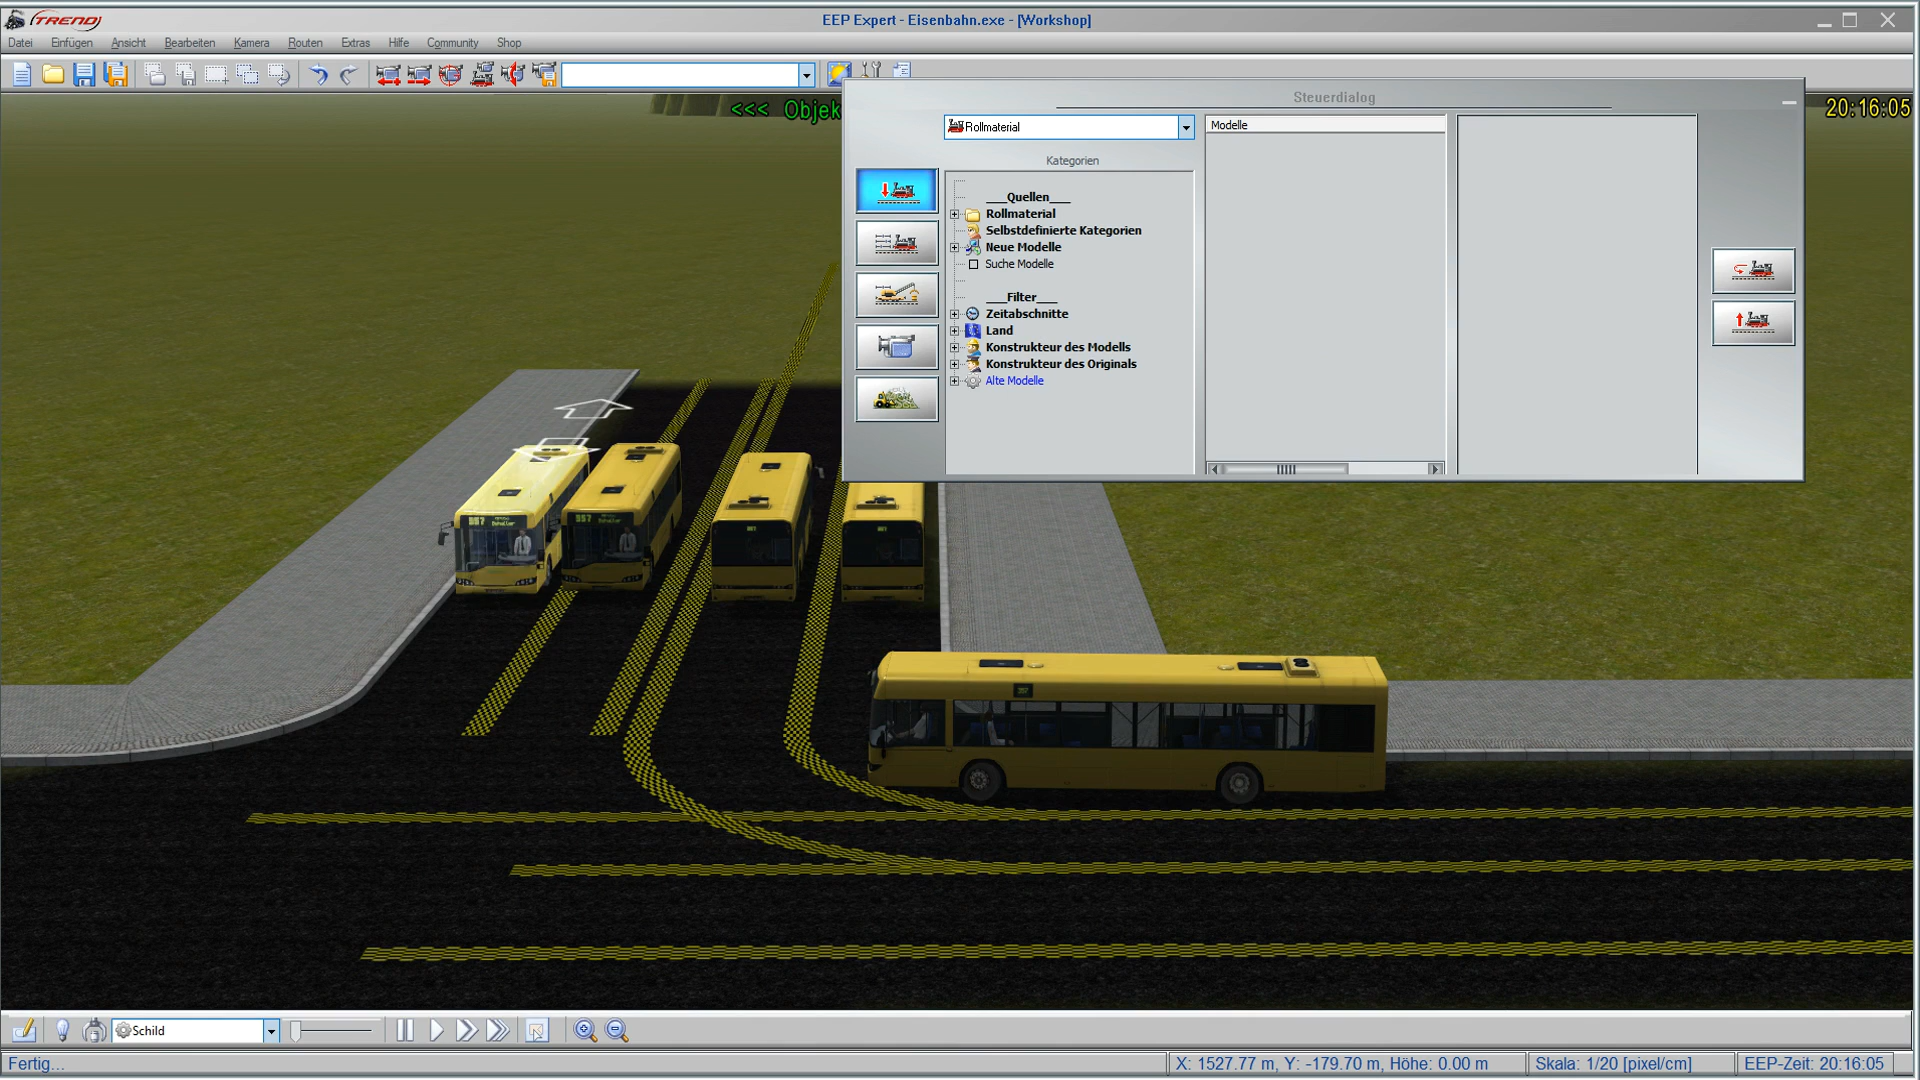 TREND
EEP Expert - Eisenbahn.exe - [Workshop]
Datei Einfügen Ansicht Bearbeiten Kamera Routen Extras Hilfe Community Shop
<<< Objek
20:16:05
Steuerdialog
Rollmaterial
Modelle
Kategorien
___Quellen___
Rollmaterial
Selbstdefinierte Kategorien
Neue Modelle
Suche Modelle
___Filter___
Zeitabschnitte
Land
Konstrukteur des Modells
Konstrukteur des Originals
Alte Modelle
Schild
Fertig...
X: 1527.77 m, Y: -179.70 m, Höhe: 0.00 m
Skala: 1/20 [pixel/cm]
EEP-Zeit: 20:16:05